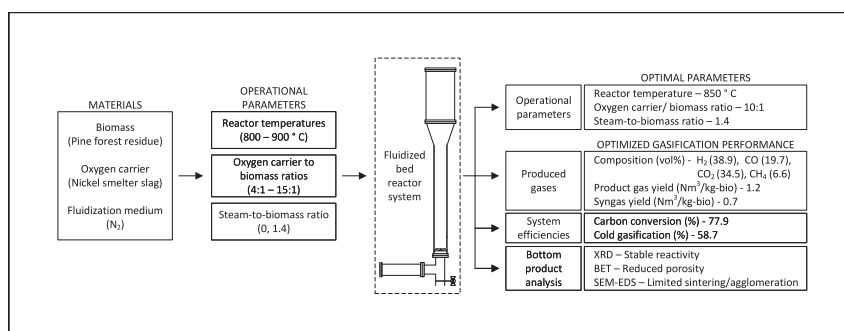 MATERIALS
Biomass
(Pine forest residue)
Oxygen carrier
(Nickel smelter slag)
Fluidization medium
(N₂)
OPERATIONAL
PARAMETERS
Reactor temperatures
(800 – 900 ° C)
Oxygen carrier to
biomass ratios
(4:1 – 15:1)
Steam-to-biomass ratio
(0, 1.4)
Fluidized
bed
reactor
system
OPTIMAL PARAMETERS
Operational
parameters
Reactor temperature – 850 ° C
Oxygen carrier/ biomass ratio – 10:1
Steam-to-biomass ratio – 1.4
OPTIMIZED GASIFICATION PERFORMANCE
Produced
gases
Composition (vol%) - H₂ (38.9), CO (19.7),
CO₂ (34.5), CH₄ (6.6)
Product gas yield (Nm³/kg-bio) - 1.2
Syngas yield (Nm³/kg-bio) - 0.7
System
efficiencies
Carbon conversion (%) - 77.9
Cold gasification (%) - 58.7
Bottom
product
analysis
XRD – Stable reactivity
BET – Reduced porosity
SEM-EDS – Limited sintering/agglomeration